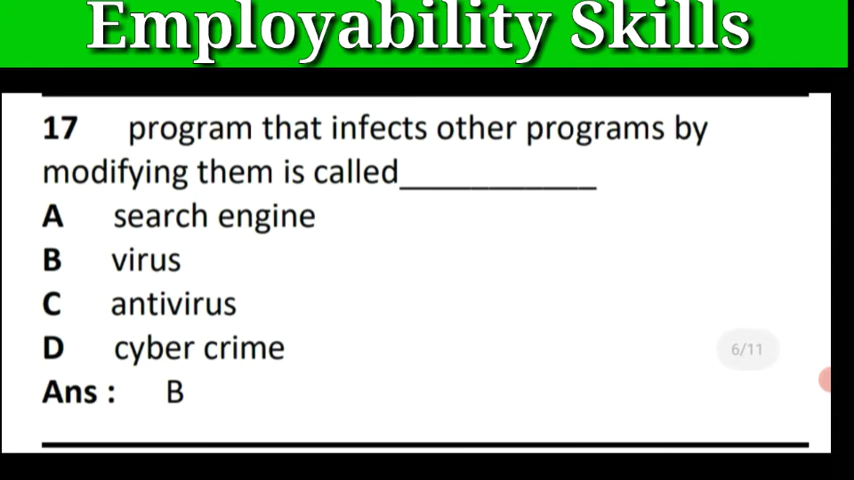 Employability Skills
17 program that infects other programs by
modifying them is called___________
A search engine
B virus
C antivirus
D cyber crime
6/11
Ans : B